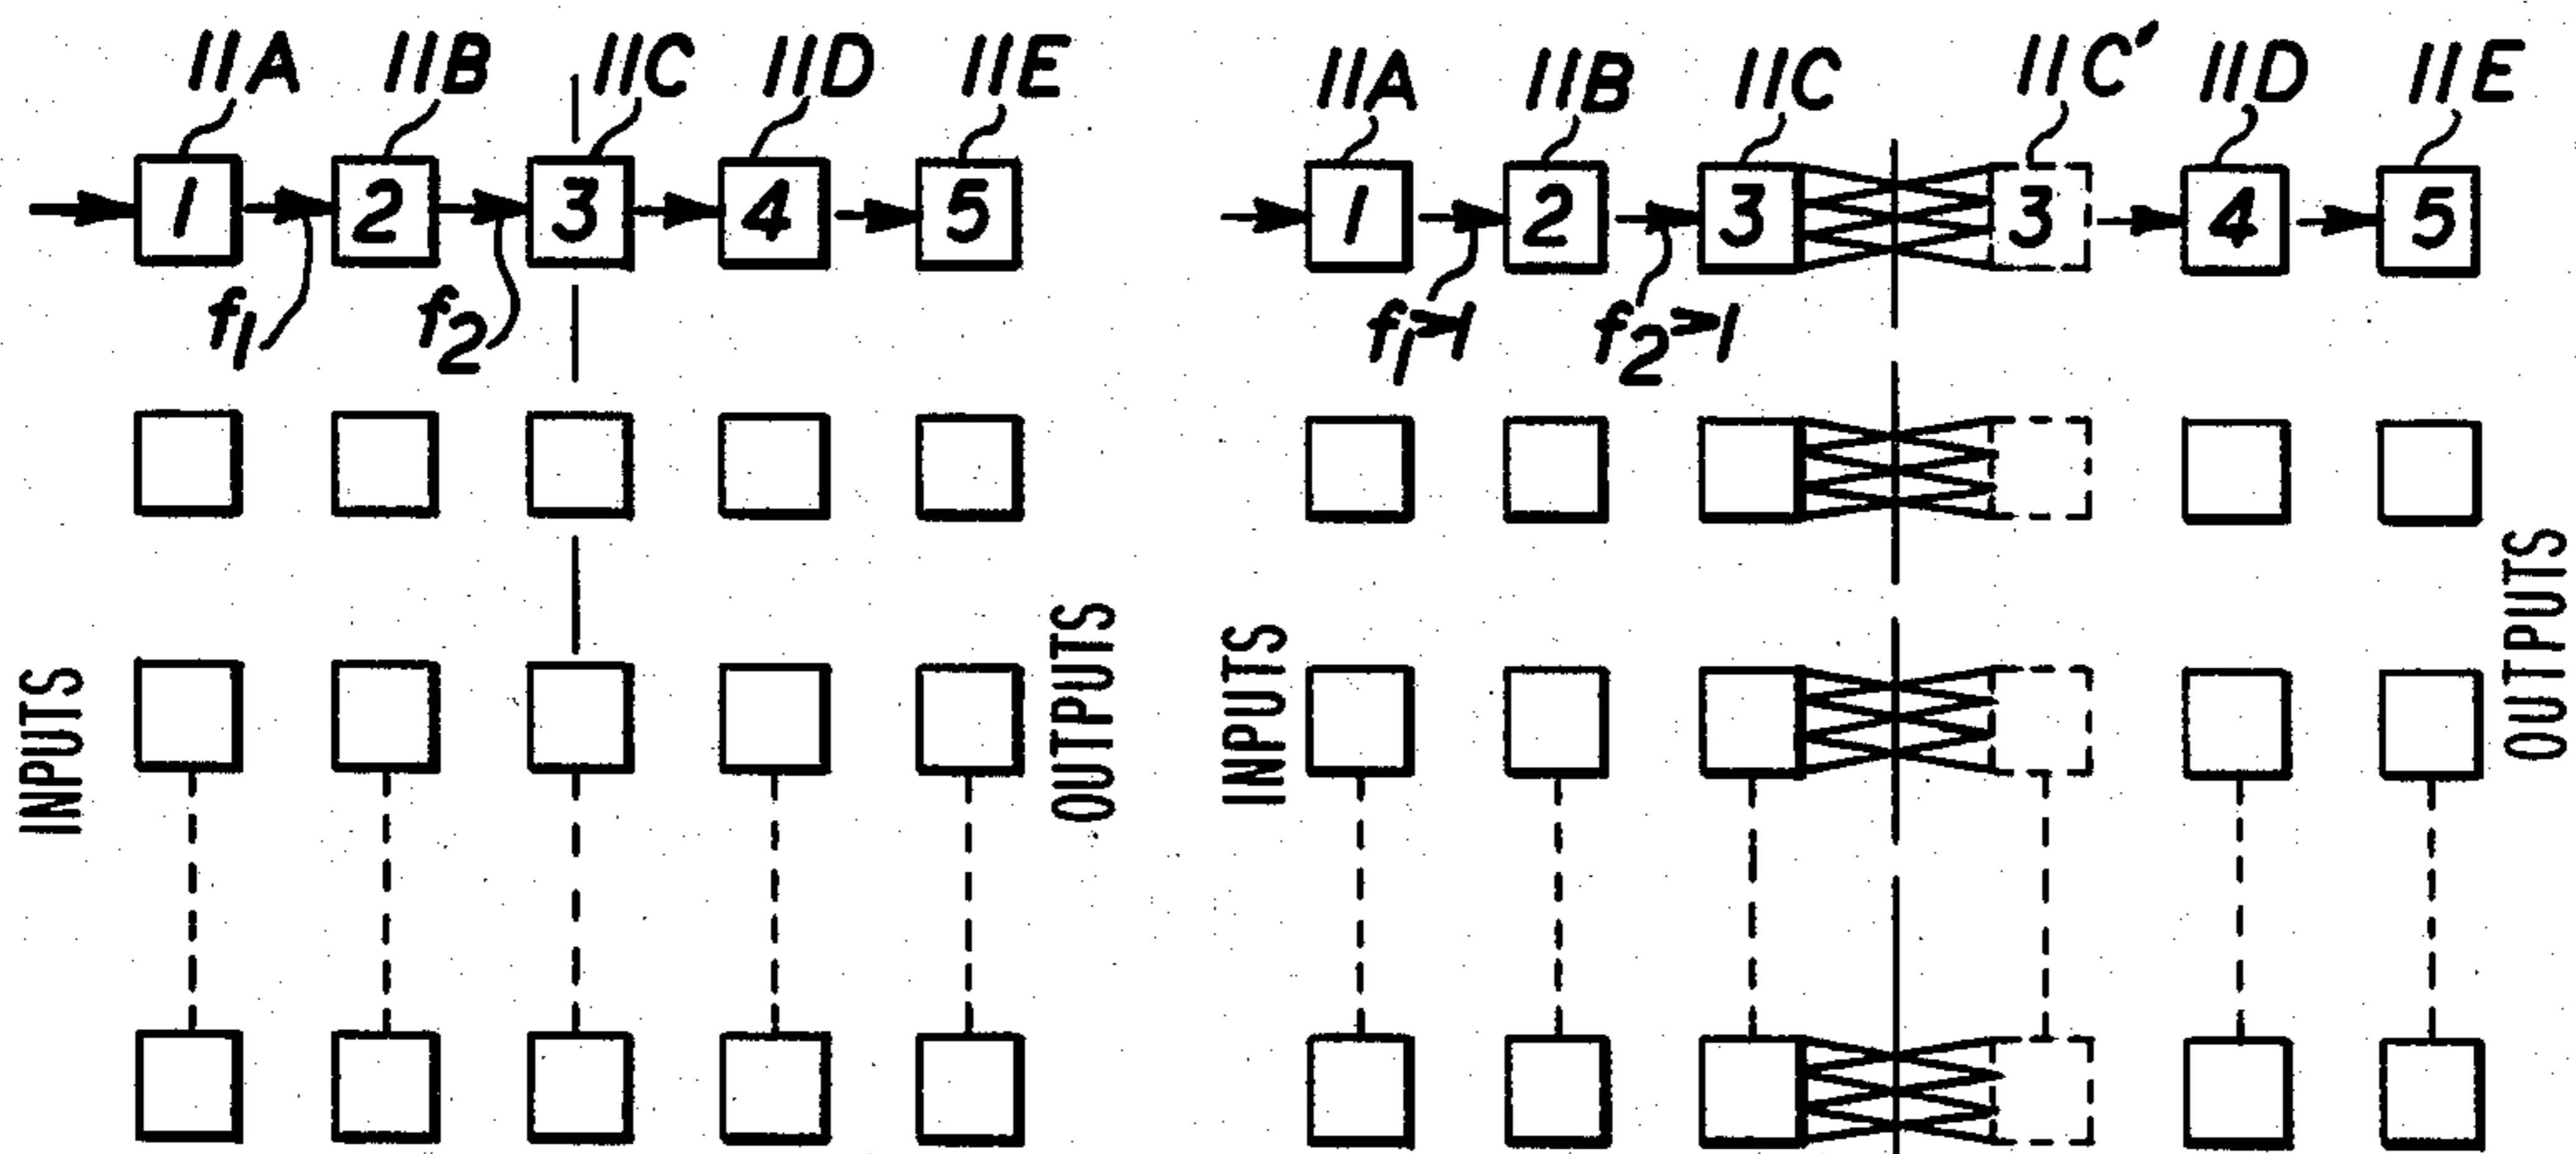 11A 11B 11C 11D 11E
1 2 3 4 5
f1 f2
INPUTS
OUTPUTS
11A 11B 11C 11C' 11D 11E
1 2 3 3 4 5
f1>1 f2>1
INPUTS
OUTPUTS